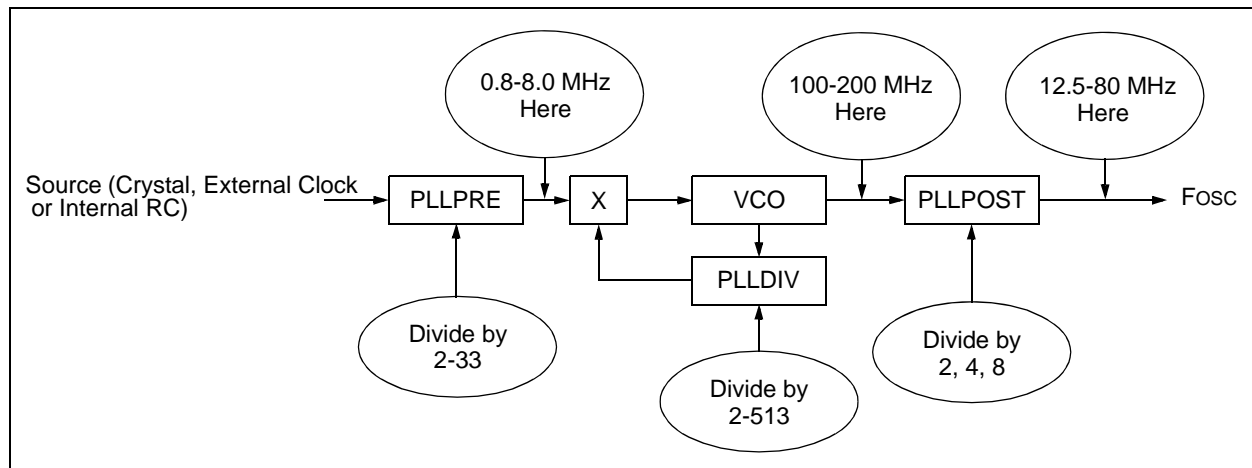 0.8-8.0 MHz
Here
100-200 MHz
Here
12.5-80 MHz
Here
Source (Crystal, External Clock
or Internal RC)
PLLPRE
X
VCO
PLLPOST
FOSC
PLLDIV
Divide by
2-33
Divide by
2-513
Divide by
2, 4, 8